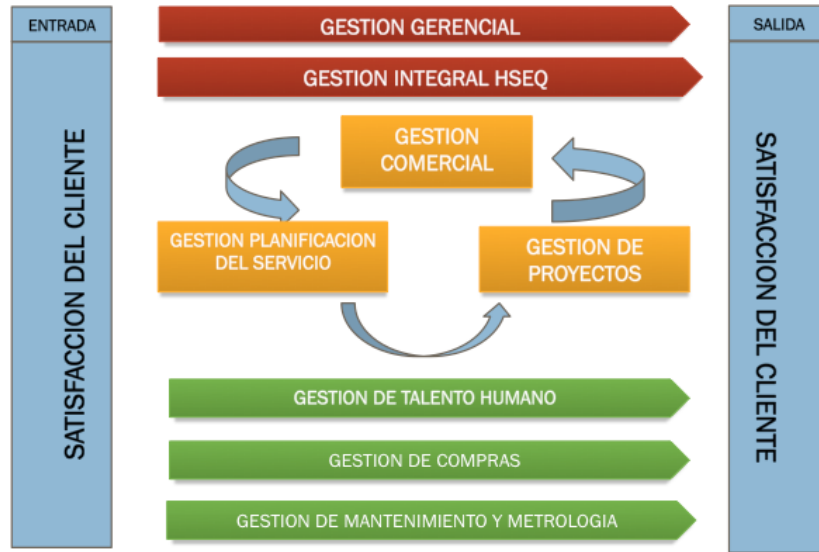 ENTRADA
SATISFACCION DEL CLIENTE
GESTION GERENCIAL
GESTION INTEGRAL HSEQ
GESTION
COMERCIAL
GESTION PLANIFICACION
DEL SERVICIO
GESTION DE
PROYECTOS
GESTION DE TALENTO HUMANO
GESTION DE COMPRAS
GESTION DE MANTENIMIENTO Y METROLOGIA
SALIDA
SATISFACCION DEL CLIENTE